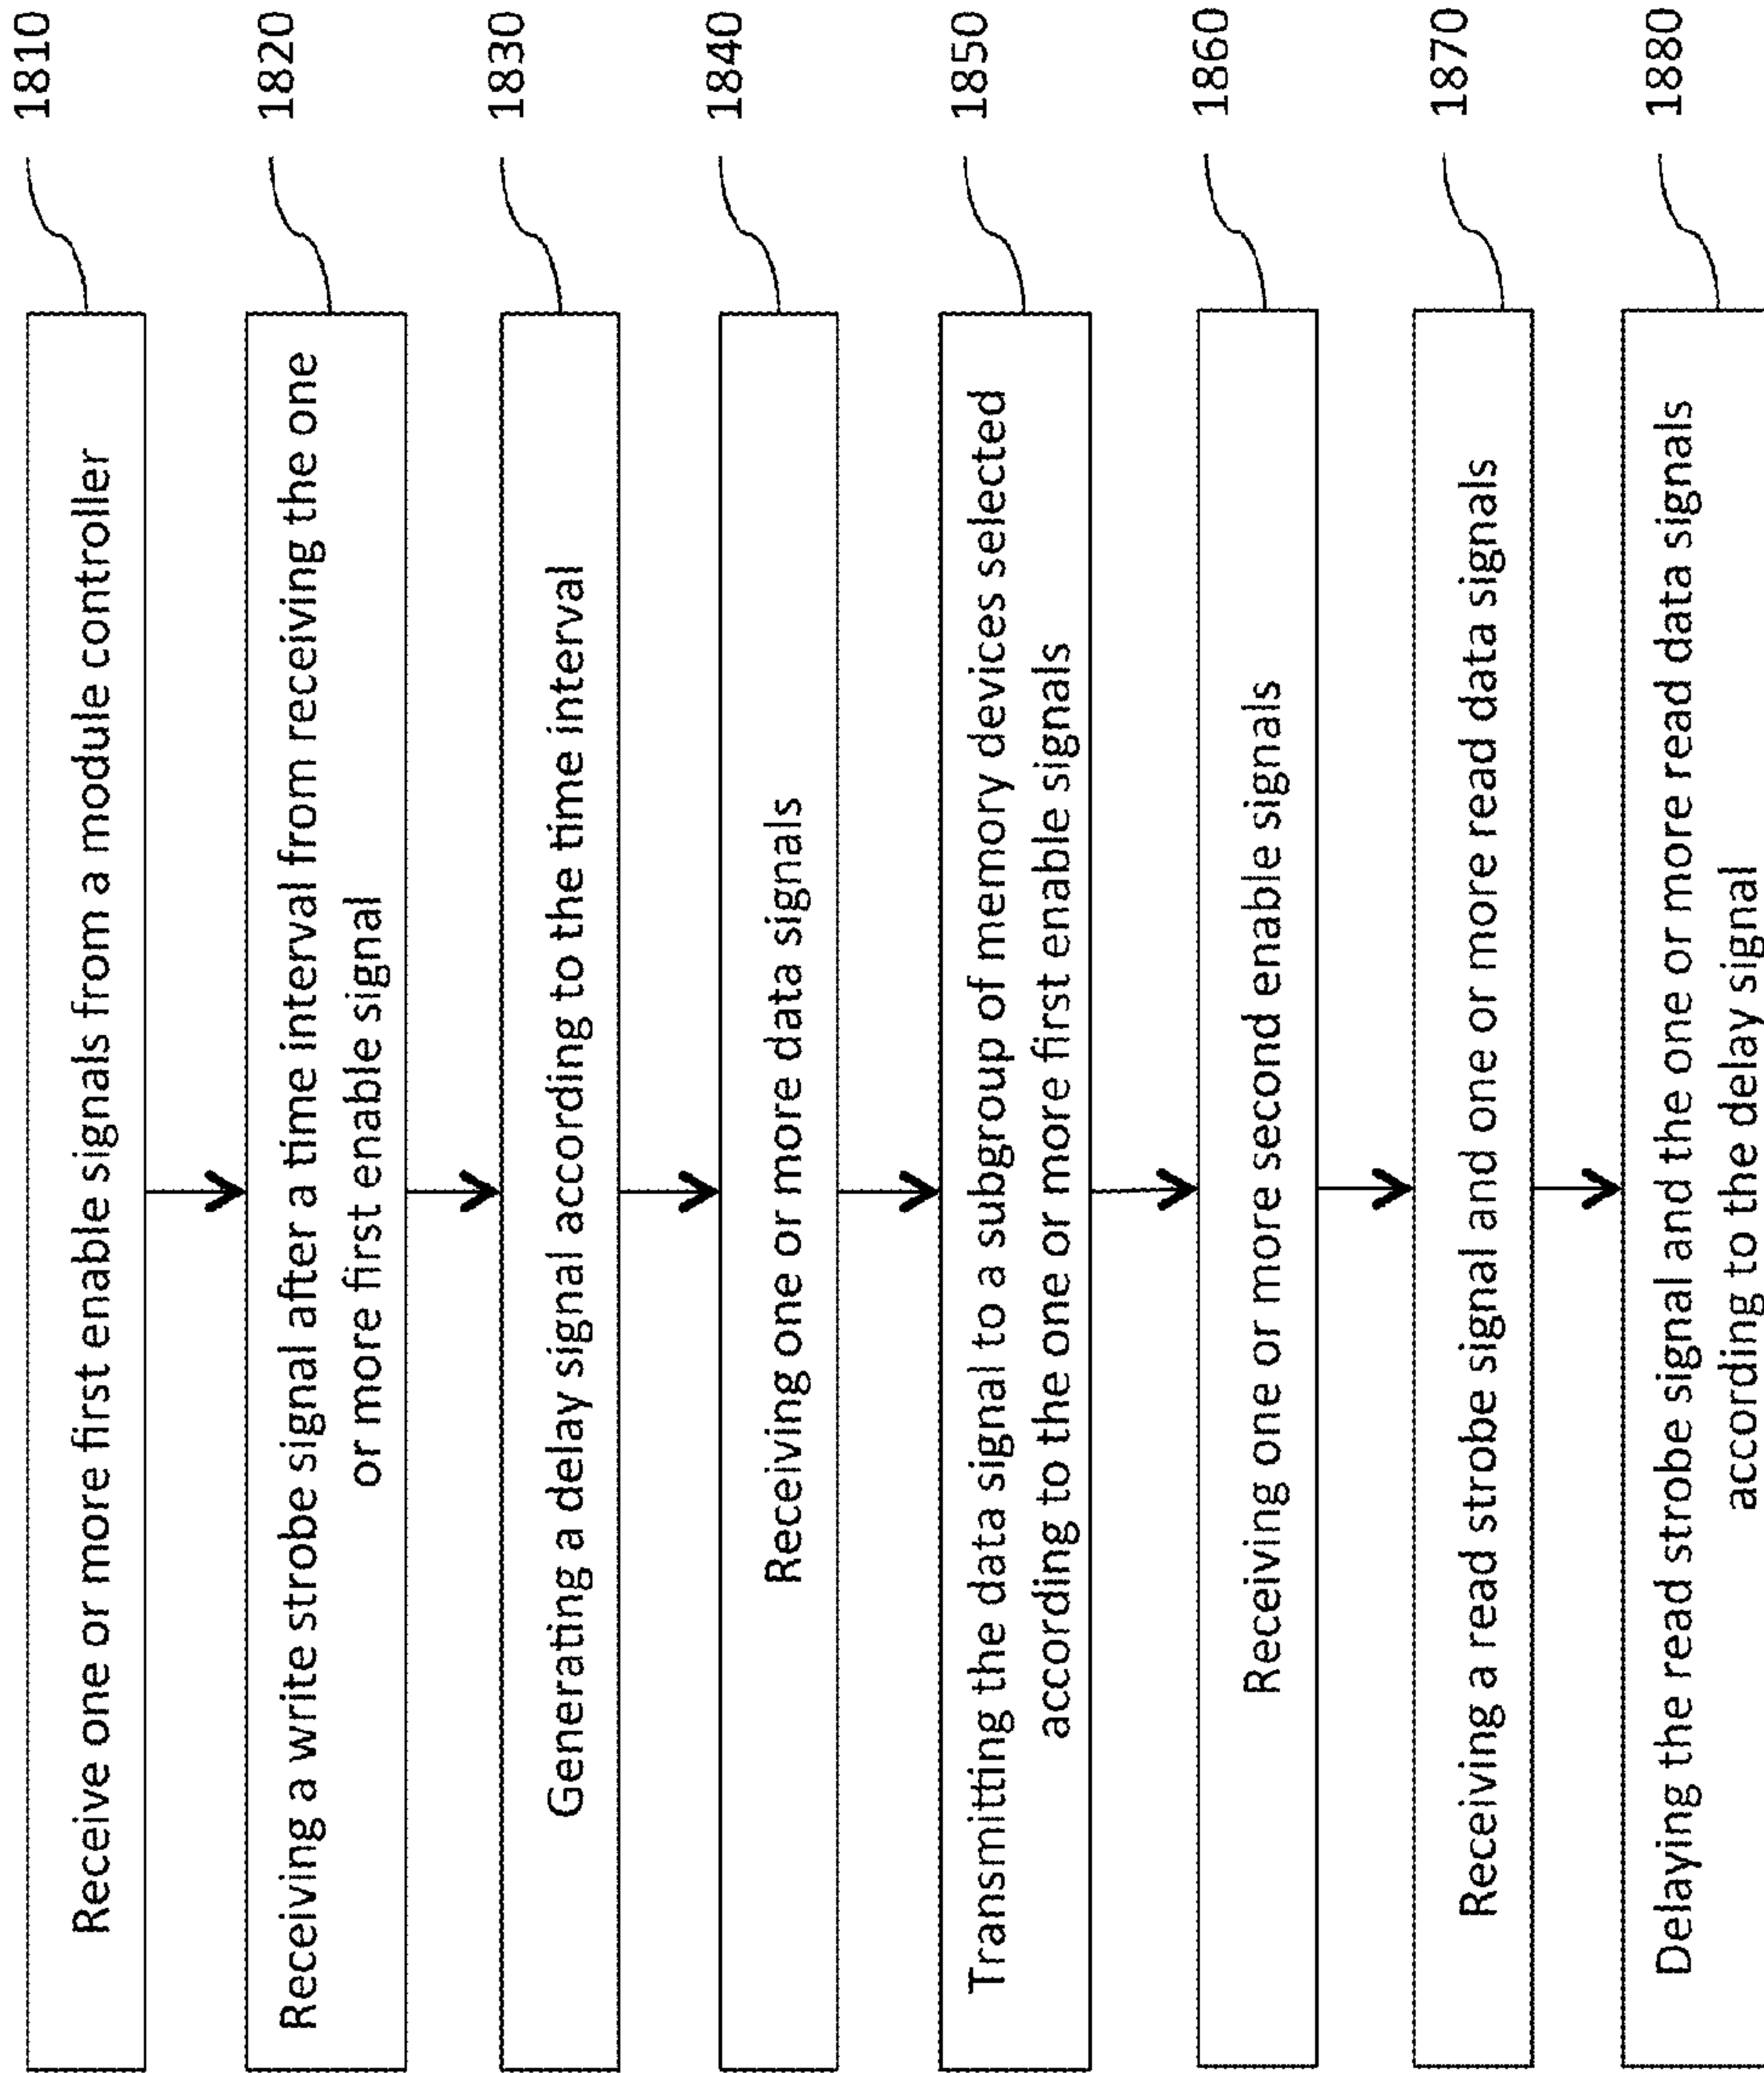 Receive one or more first enable signals from a module controller
1810
Receiving a write strobe signal after a time interval from receiving the one
or more first enable signal
1820
Generating a delay signal according to the time interval
1830
Receiving one or more data signals
1840
Transmitting the data signal to a subgroup of memory devices selected
according to the one or more first enable signals
1850
Receiving one or more second enable signals
1860
Receiving a read strobe signal and one or more read data signals
1870
Delaying the read strobe signal and the one or more read data signals
according to the delay signal
1880